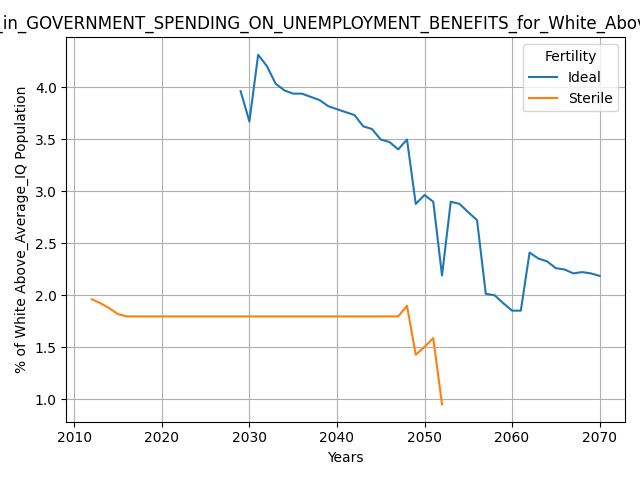 _in_GOVERNMENT_SPENDING_ON_UNEMPLOYMENT_BENEFITS_for_White_Abov
Fertility
Ideal
Sterile
% of White Above_Average_IQ Population
4.0
3.5
3.0
2.5
2.0
1.5
1.0
2010 2020 2030 2040 2050 2060 2070
Years